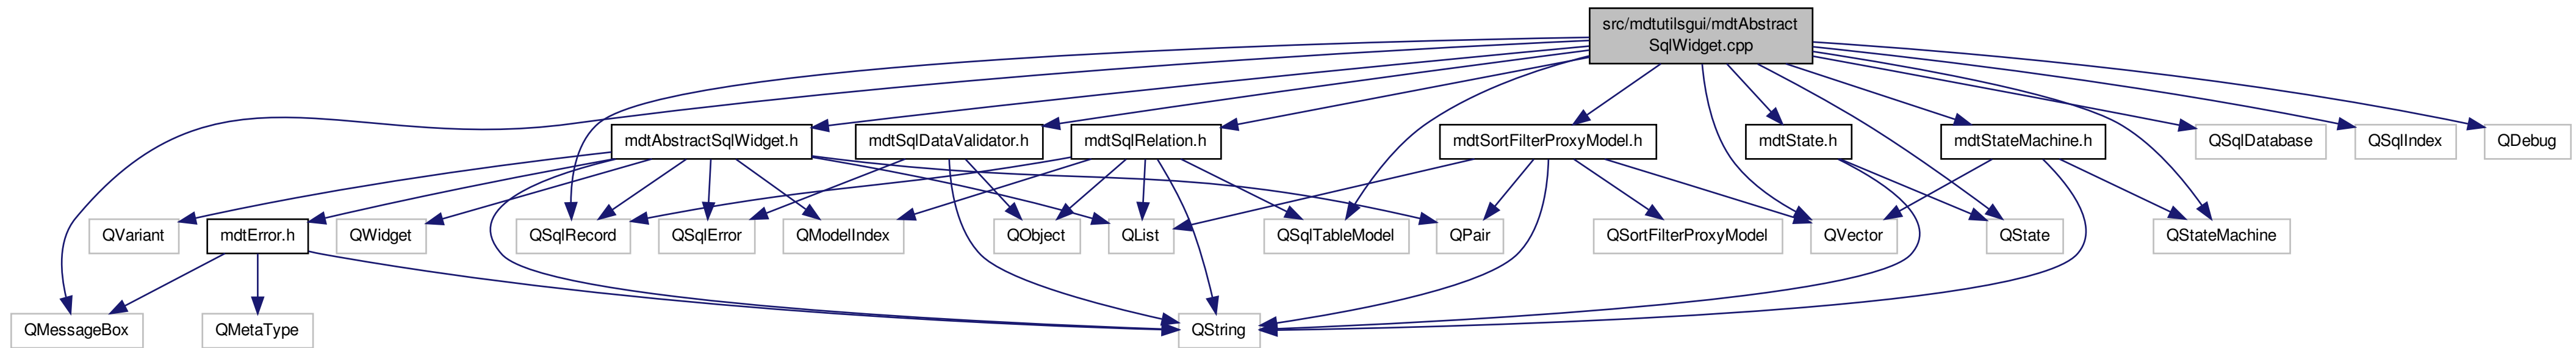 src/mdtutilsgui/mdtAbstract
SqlWidget.cpp
mdtAbstractSqlWidget.h
mdtSqlDataValidator.h
mdtSqlRelation.h
mdtSortFilterProxyModel.h
mdtState.h
mdtStateMachine.h
QSqlDatabase
QSqlIndex
QDebug
QVariant
mdtError.h
QWidget
QSqlRecord
QSqlError
QModelIndex
QObject
QList
QSqlTableModel
QPair
QSortFilterProxyModel
QVector
QState
QStateMachine
QMessageBox
QMetaType
QString